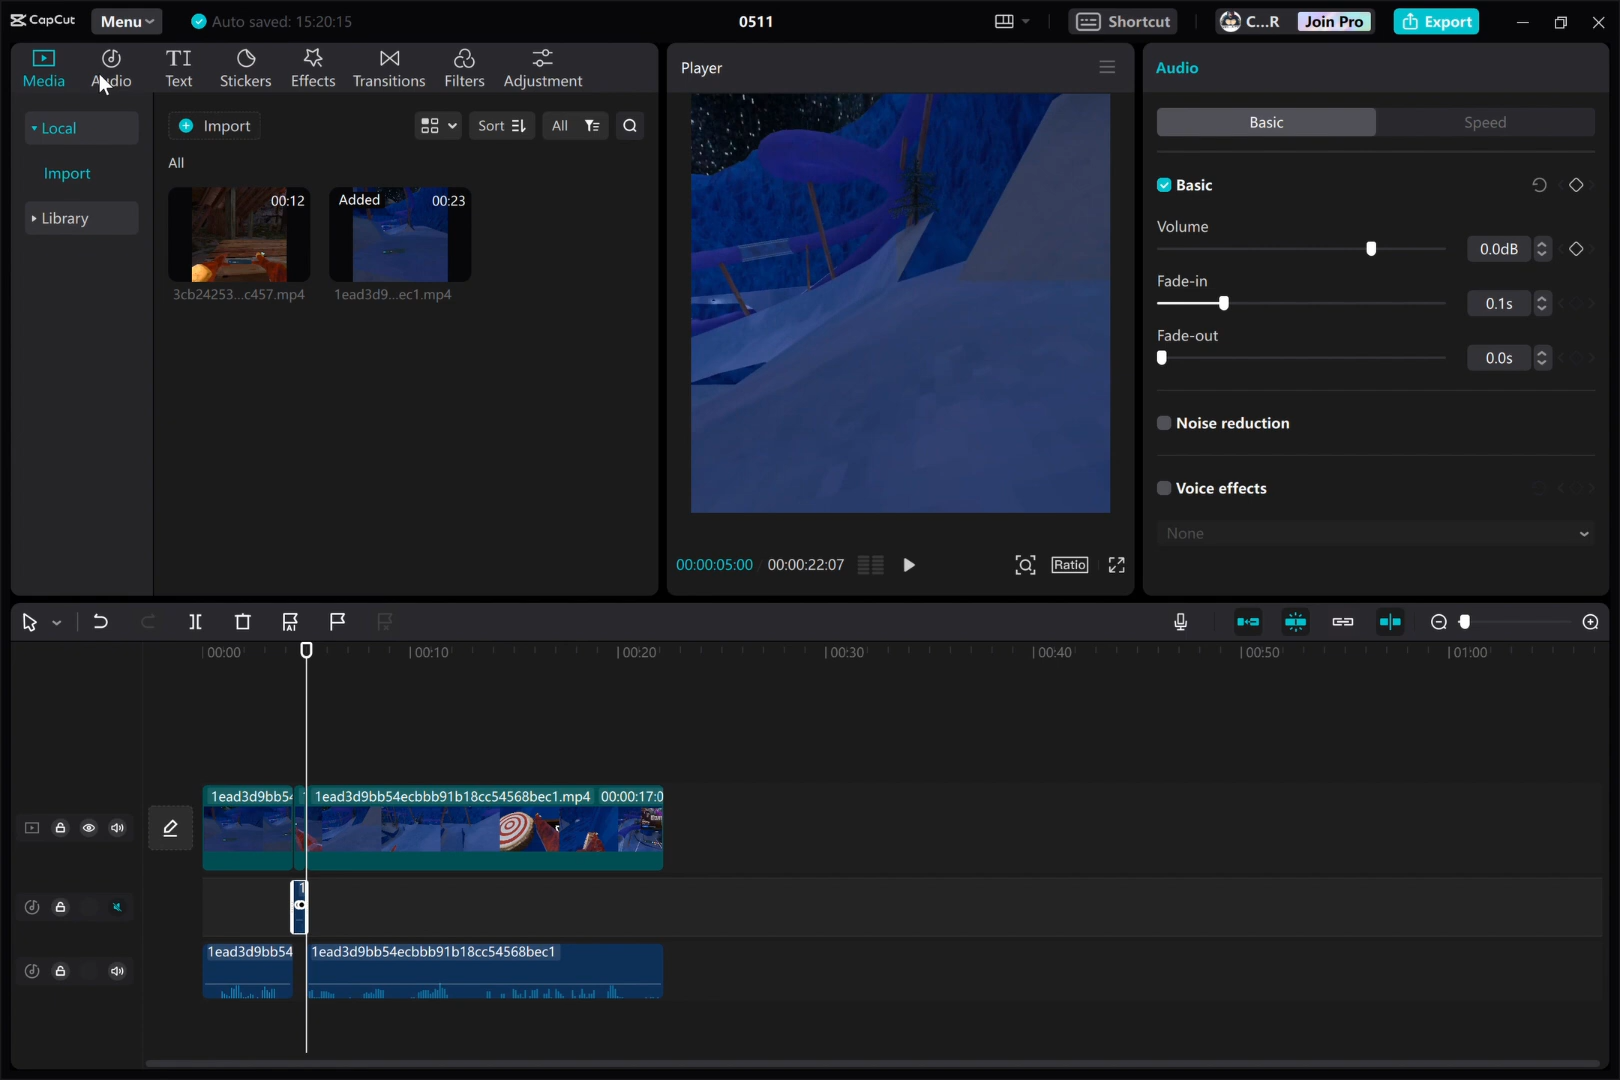 CapCut
Menu
Auto saved: 15:20:15
0511
Shortcut
C...R
Join Pro
Export
Media
Audio
Text
Stickers
Effects
Transitions
Filters
Adjustment
Local
Import
Library
Import
Sort
All
All
00:12
3cb24253...c457.mp4
Added
00:23
1ead3d9...ec1.mp4
Player
00:00:05:00
00:00:22:07
Ratio
Audio
Basic
Speed
Basic
Volume
0.0dB
Fade-in
0.1s
Fade-out
0.0s
Noise reduction
Voice effects
None
00:00
00:10
00:20
00:30
00:40
00:50
01:00
1ead3d9bb54
1ead3d9bb54ecbbb91b18cc54568bec1.mp4 00:00:17:0
1
1ead3d9bb54
1ead3d9bb54ecbbb91b18cc54568bec1